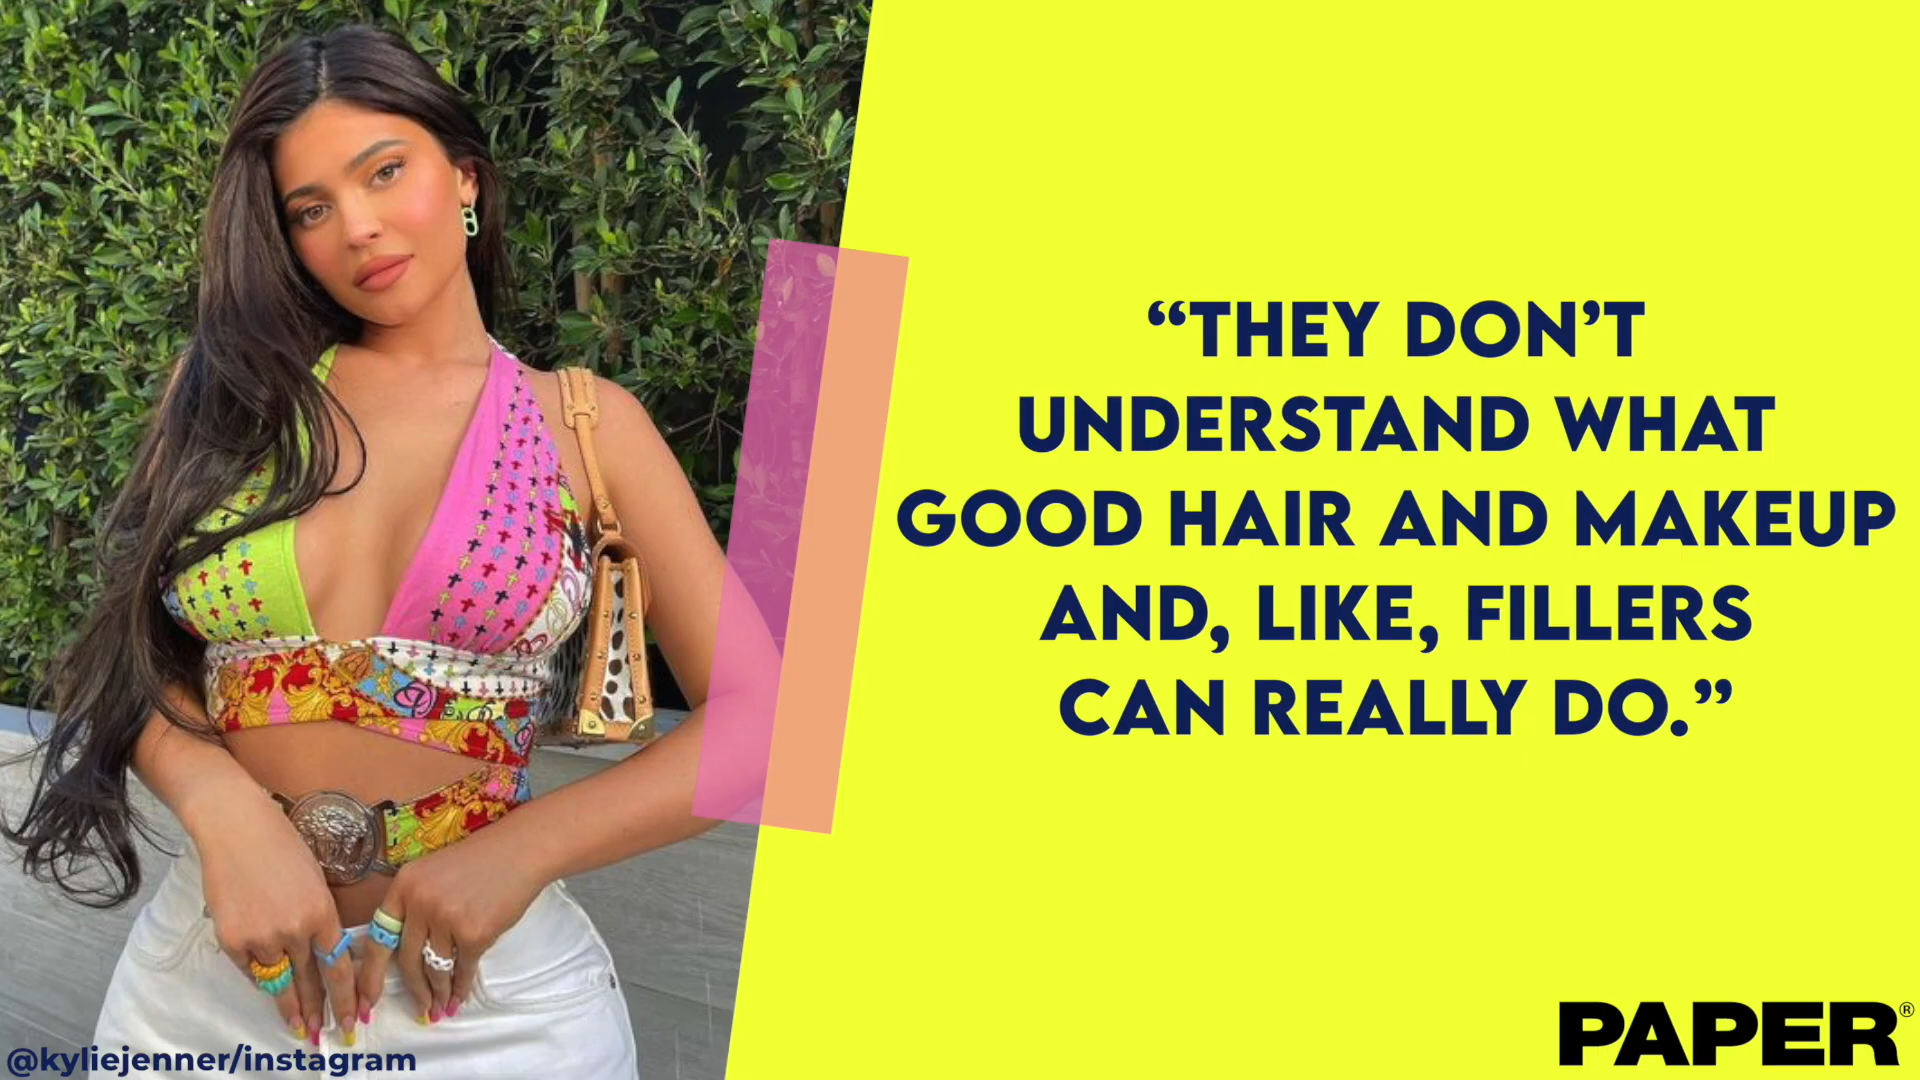 “THEY DON’T
UNDERSTAND WHAT
GOOD HAIR AND MAKEUP
AND, LIKE, FILLERS
CAN REALLY DO.”
@kyliejenner/instagram
PAPER®